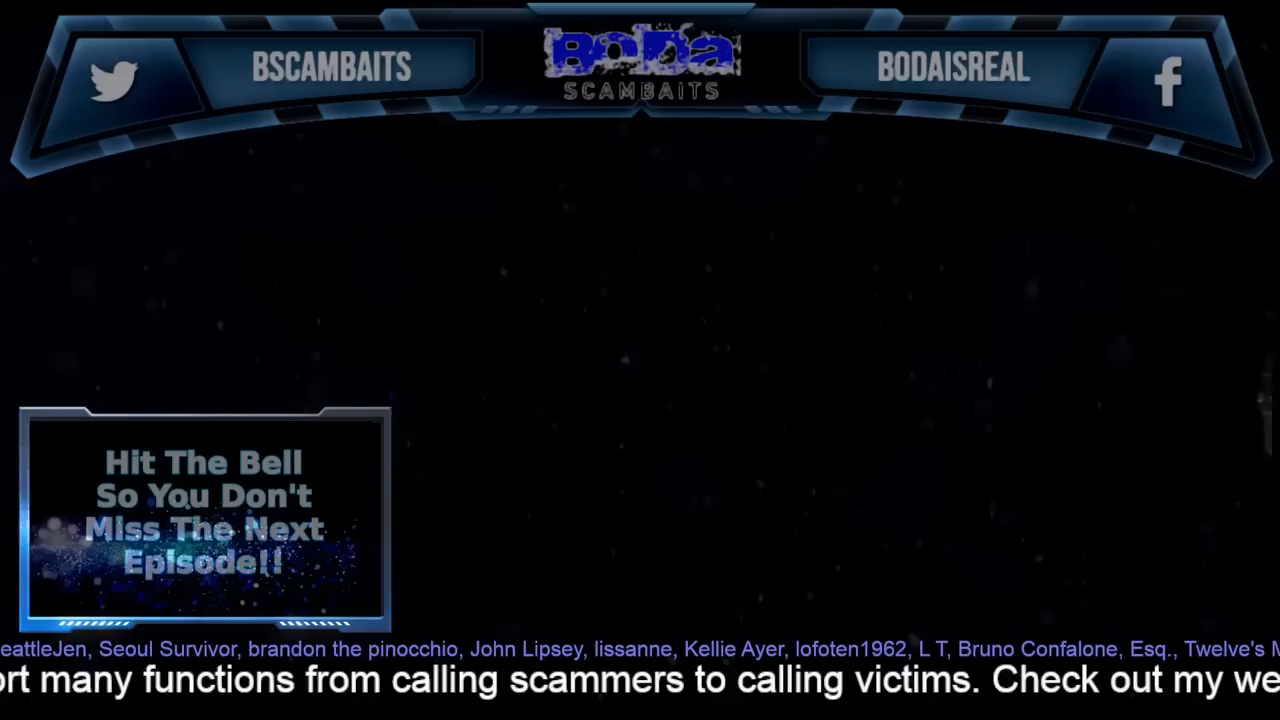 BSCAMBAITS
BoDa
SCAMBAITS
BODAISREAL
Hit The Bell
So You Don't
Miss The Next
Episode!!
eattleJen, Seoul Survivor, brandon the pinocchio, John Lipsey, lissanne, Kellie Ayer, lofoten1962, L T, Bruno Confalone, Esq., Twelve's M
ort many functions from calling scammers to calling victims. Check out my we